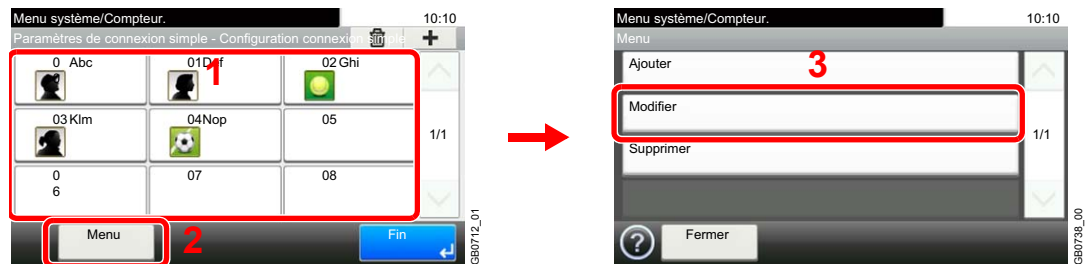 Menu système/Compteur.
10:10
Paramètres de connexion simple - Configuration connexion simple
0 Abc
01Def
02 Ghi
1
03 Klm
04Nop
05
1/1
0
6
07
08
Menu
2
Fin
GB0712_01
Menu système/Compteur.
10:10
Menu
Ajouter
3
Modifier
1/1
Supprimer
Fermer
?
GB0738_00